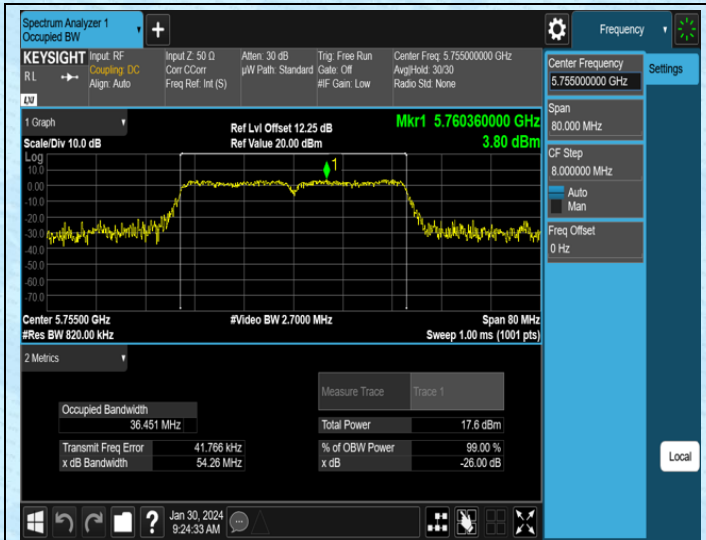 Spectrum Analyzer 1
Occupied BW
+
Frequency
KEYSIGHT
R L
LXI
Input: RF
Coupling: DC
Align: Auto
Input Z: 50 Ω
Corr CCorr
Freq Ref: Int (S)
Atten: 30 dB
µW Path: Standard
Trig: Free Run
Gate: Off
#IF Gain: Low
Center Freq: 5.755000000 GHz
Avg|Hold: 30/30
Radio Std: None
Center Frequency
5.755000000 GHz
Settings
Span
80.000 MHz
CF Step
8.000000 MHz
Auto
Man
Freq Offset
0 Hz
1 Graph
Scale/Div 10.0 dB
Ref Lvl Offset 12.25 dB
Ref Value 20.00 dBm
Mkr1 5.760360000 GHz
3.80 dBm
Log
10.0
0.00
-10.0
-20.0
-30.0
-40.0
-50.0
-60.0
-70.0
1
Center 5.75500 GHz
#Res BW 820.00 kHz
#Video BW 2.7000 MHz
Span 80 MHz
Sweep 1.00 ms (1001 pts)
2 Metrics
Measure Trace
Trace 1
Occupied Bandwidth
36.451 MHz
Total Power
17.6 dBm
Transmit Freq Error
41.766 kHz
% of OBW Power
99.00 %
x dB Bandwidth
54.26 MHz
x dB
-26.00 dB
Local
?
Jan 30, 2024
9:24:33 AM